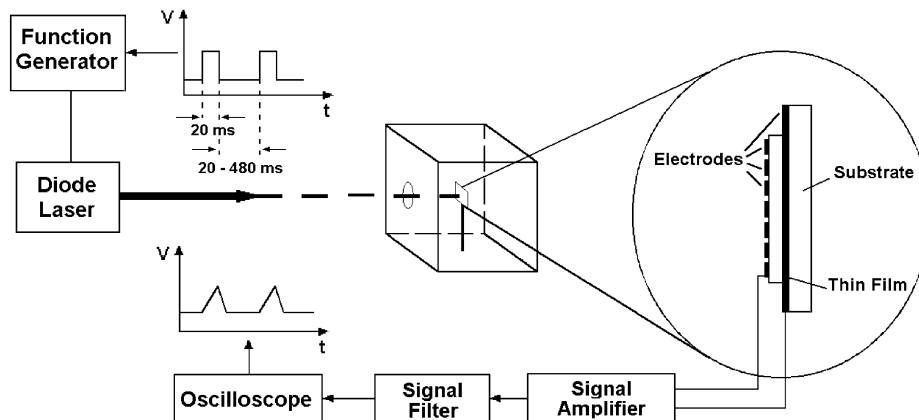 V
Function
Generator
t
20 ms
20 - 480 ms
Electrodes
Substrate
Diode
Laser
V
Thin Film
t
Oscilloscope
Signal
Filter
Signal
Amplifier